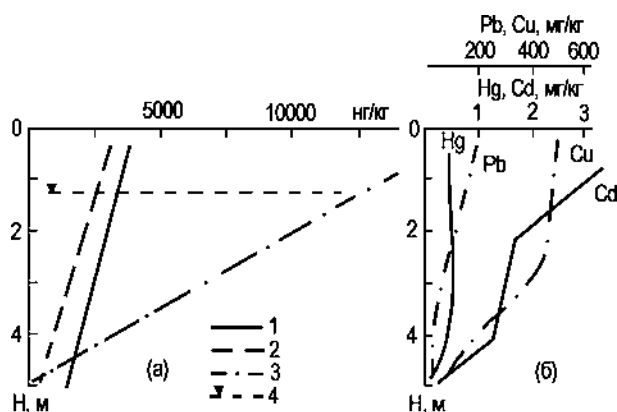 Pb, Cu, мг/кг
200 400 600
5000 10000 нг/кг
Hg, Cd, мг/кг
1 2 3
0
2
4
Н, м
(а)
1
2
3
4
0
2
4
Н, м
Hg
Pb
Cu
Cd
(б)